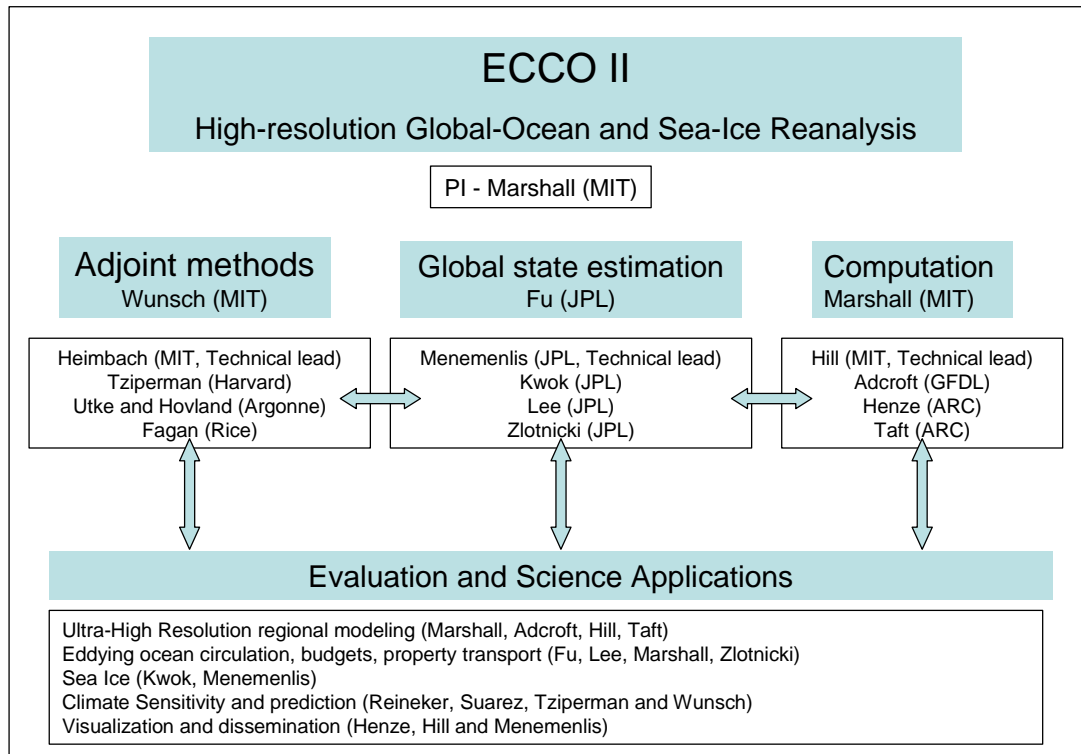 ECCO II
High-resolution Global-Ocean and Sea-Ice Reanalysis
PI - Marshall (MIT)
Adjoint methods
Wunsch (MIT)
Global state estimation
Fu (JPL)
Computation
Marshall (MIT)
Heimbach (MIT, Technical lead)
Tziperman (Harvard)
Utke and Hovland (Argonne)
Fagan (Rice)
Menemenlis (JPL, Technical lead)
Kwok (JPL)
Lee (JPL)
Zlotnicki (JPL)
Hill (MIT, Technical lead)
Adcroft (GFDL)
Henze (ARC)
Taft (ARC)
Evaluation and Science Applications
Ultra-High Resolution regional modeling (Marshall, Adcroft, Hill, Taft)
Eddying ocean circulation, budgets, property transport (Fu, Lee, Marshall, Zlotnicki)
Sea Ice (Kwok, Menemenlis)
Climate Sensitivity and prediction (Reineker, Suarez, Tziperman and Wunsch)
Visualization and dissemination (Henze, Hill and Menemenlis)